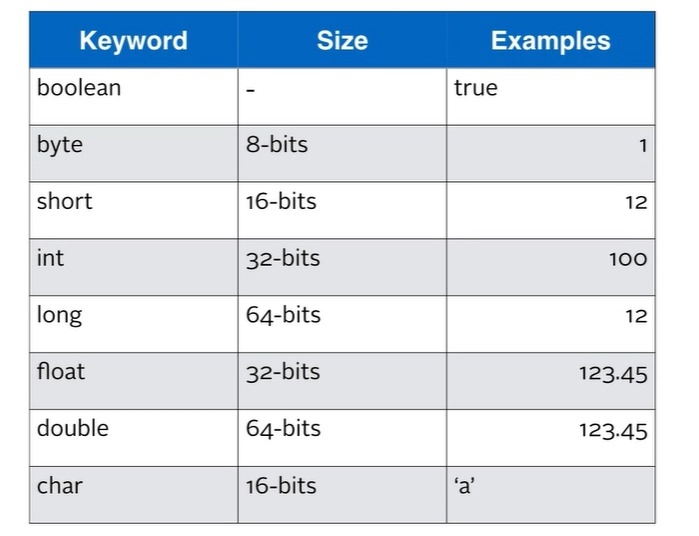 Keyword Size Examples
boolean - true
byte 8-bits 1
short 16-bits 12
int 32-bits 100
long 64-bits 12
float 32-bits 123.45
double 64-bits 123.45
char 16-bits ‘a’